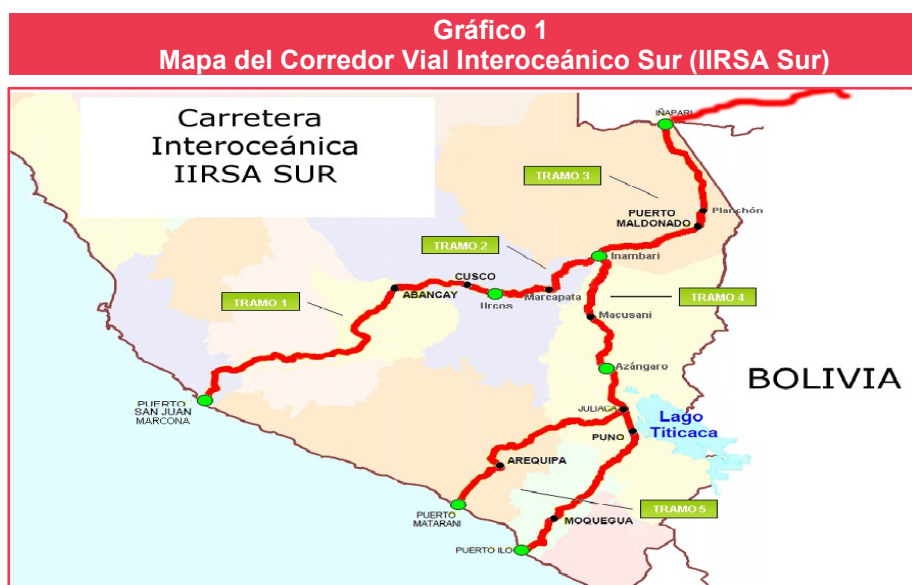 Gráfico 1
Mapa del Corredor Vial Interoceánico Sur (IIRSA Sur)
Carretera
Interoceánica
IIRSA SUR
IÑAPARI
TRAMO 3
PUERTO
MALDONADO
Planchón
TRAMO 2
Inambari
CUSCO
ABANCAY
Urcos
Marcapata
TRAMO 1
TRAMO 4
Macusani
Azángaro
BOLIVIA
PUERTO
SAN JUAN
MARCONA
JULIACA
Lago
Titicaca
PUNO
AREQUIPA
TRAMO 5
PUERTO
MATARANI
MOQUEGUA
PUERTO ILO